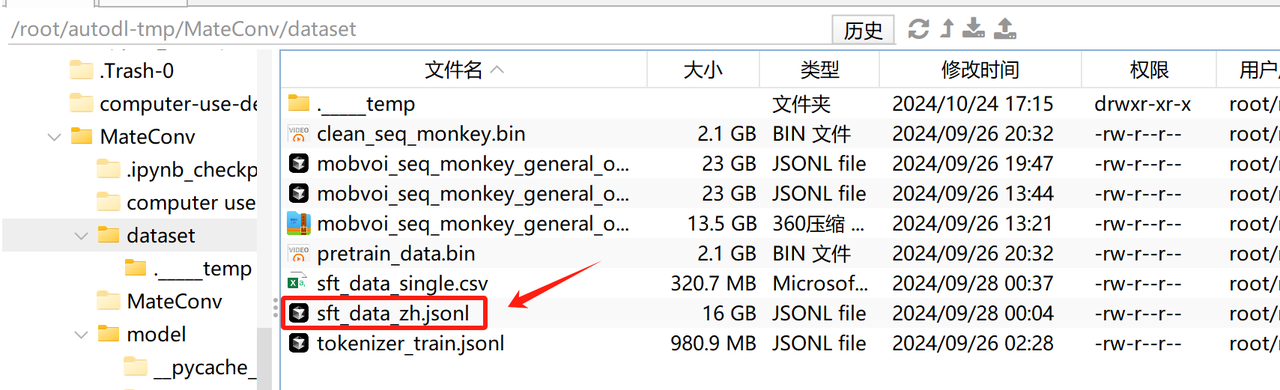 /root/autodl-tmp/MateConv/dataset 历史
.Trash-0
computer-use-de
MateConv
.ipynb_checkp
computer use
dataset
._____temp
MateConv
model
__pycache_
文件名 大小 类型 修改时间 权限 用户
._____temp 文件夹 2024/10/24 17:15 drwxr-xr-x root/
clean_seq_monkey.bin 2.1 GB BIN 文件 2024/09/26 20:32 -rw-r--r-- root/
mobvoi_seq_monkey_general_o... 23 GB JSONL file 2024/09/26 19:47 -rw-r--r-- root/
mobvoi_seq_monkey_general_o... 23 GB JSONL file 2024/09/26 13:44 -rw-r--r-- root/
mobvoi_seq_monkey_general_o... 13.5 GB 360压缩 ... 2024/09/26 13:21 -rw-r--r-- root/
pretrain_data.bin 2.1 GB BIN 文件 2024/09/26 20:32 -rw-r--r-- root/
sft_data_single.csv 320.7 MB Microsof... 2024/09/28 00:37 -rw-r--r-- root/
sft_data_zh.jsonl 16 GB JSONL file 2024/09/28 00:04 -rw-r--r-- root/
tokenizer_train.jsonl 980.9 MB JSONL file 2024/09/26 02:28 -rw-r--r-- root/